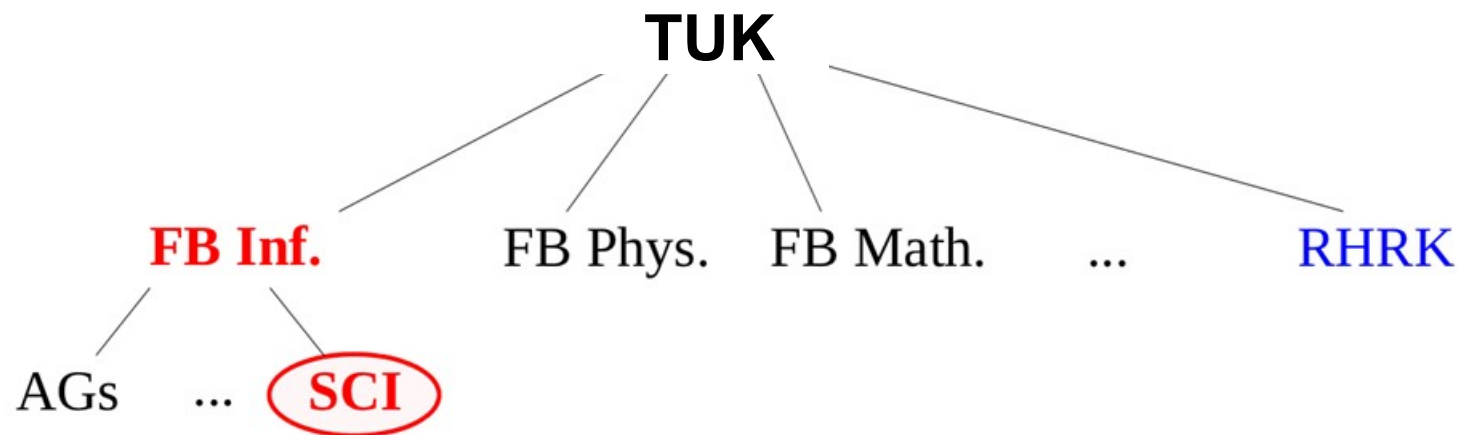 TUK
FB Inf. FB Phys. FB Math. ... RHRK
AGs ... SCI